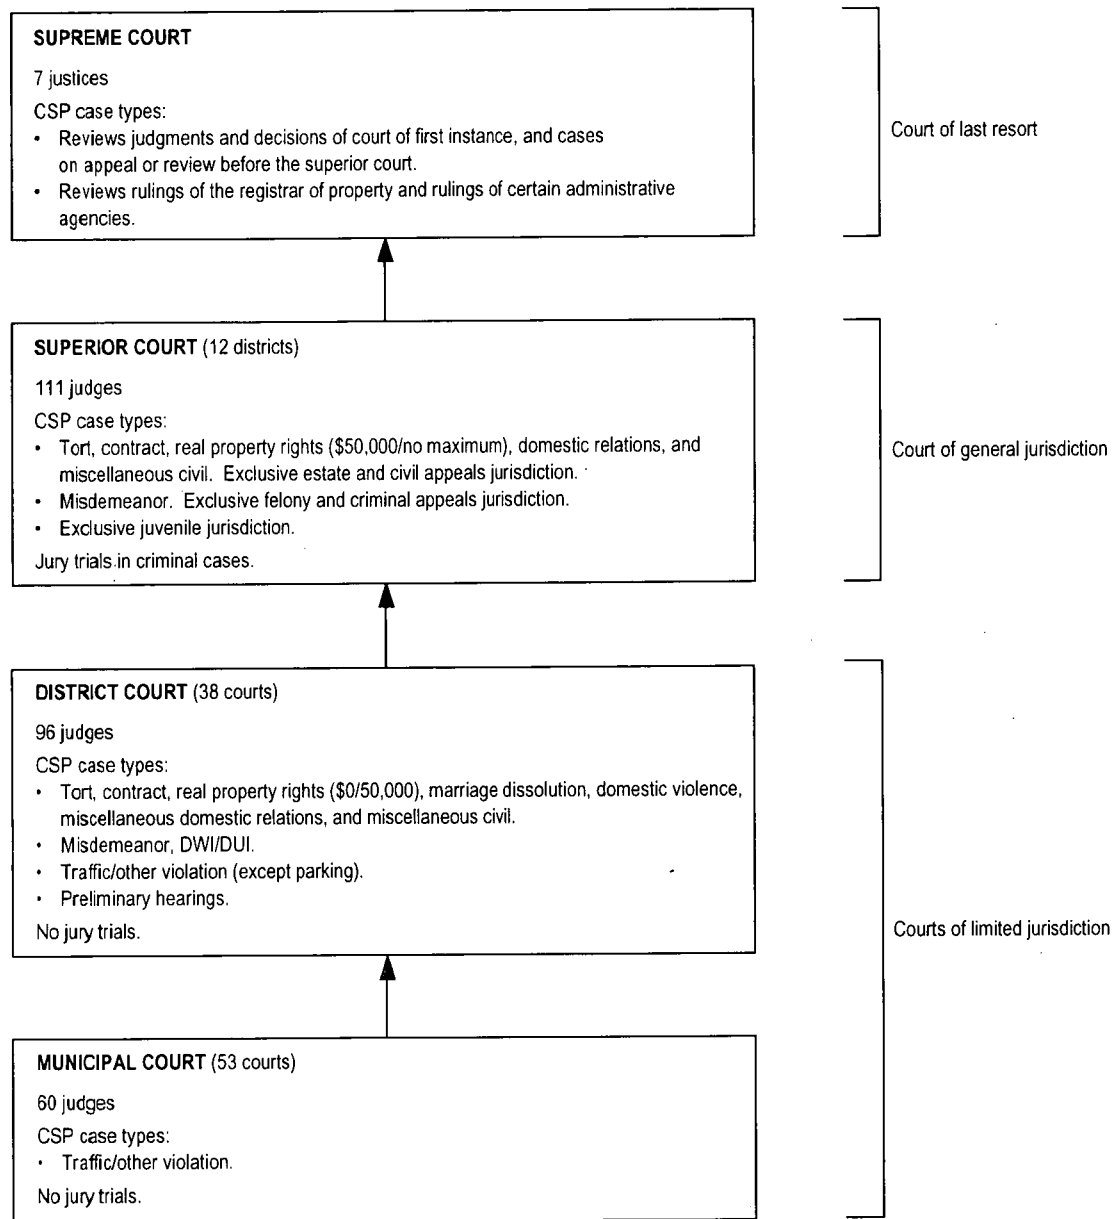 SUPREME COURT
7 justices
CSP case types:
• Reviews judgments and decisions of court of first instance, and cases
on appeal or review before the superior court.
• Reviews rulings of the registrar of property and rulings of certain administrative
agencies.
Court of last resort
SUPERIOR COURT (12 districts)
111 judges
CSP case types:
• Tort, contract, real property rights ($50,000/no maximum), domestic relations, and
miscellaneous civil. Exclusive estate and civil appeals jurisdiction.
• Misdemeanor. Exclusive felony and criminal appeals jurisdiction.
• Exclusive juvenile jurisdiction.
Jury trials in criminal cases.
Court of general jurisdiction
DISTRICT COURT (38 courts)
96 judges
CSP case types:
• Tort, contract, real property rights ($0/50,000), marriage dissolution, domestic violence,
miscellaneous domestic relations, and miscellaneous civil.
• Misdemeanor, DWI/DUI.
• Traffic/other violation (except parking).
• Preliminary hearings.
No jury trials.
Courts of limited jurisdiction
MUNICIPAL COURT (53 courts)
60 judges
CSP case types:
• Traffic/other violation.
No jury trials.